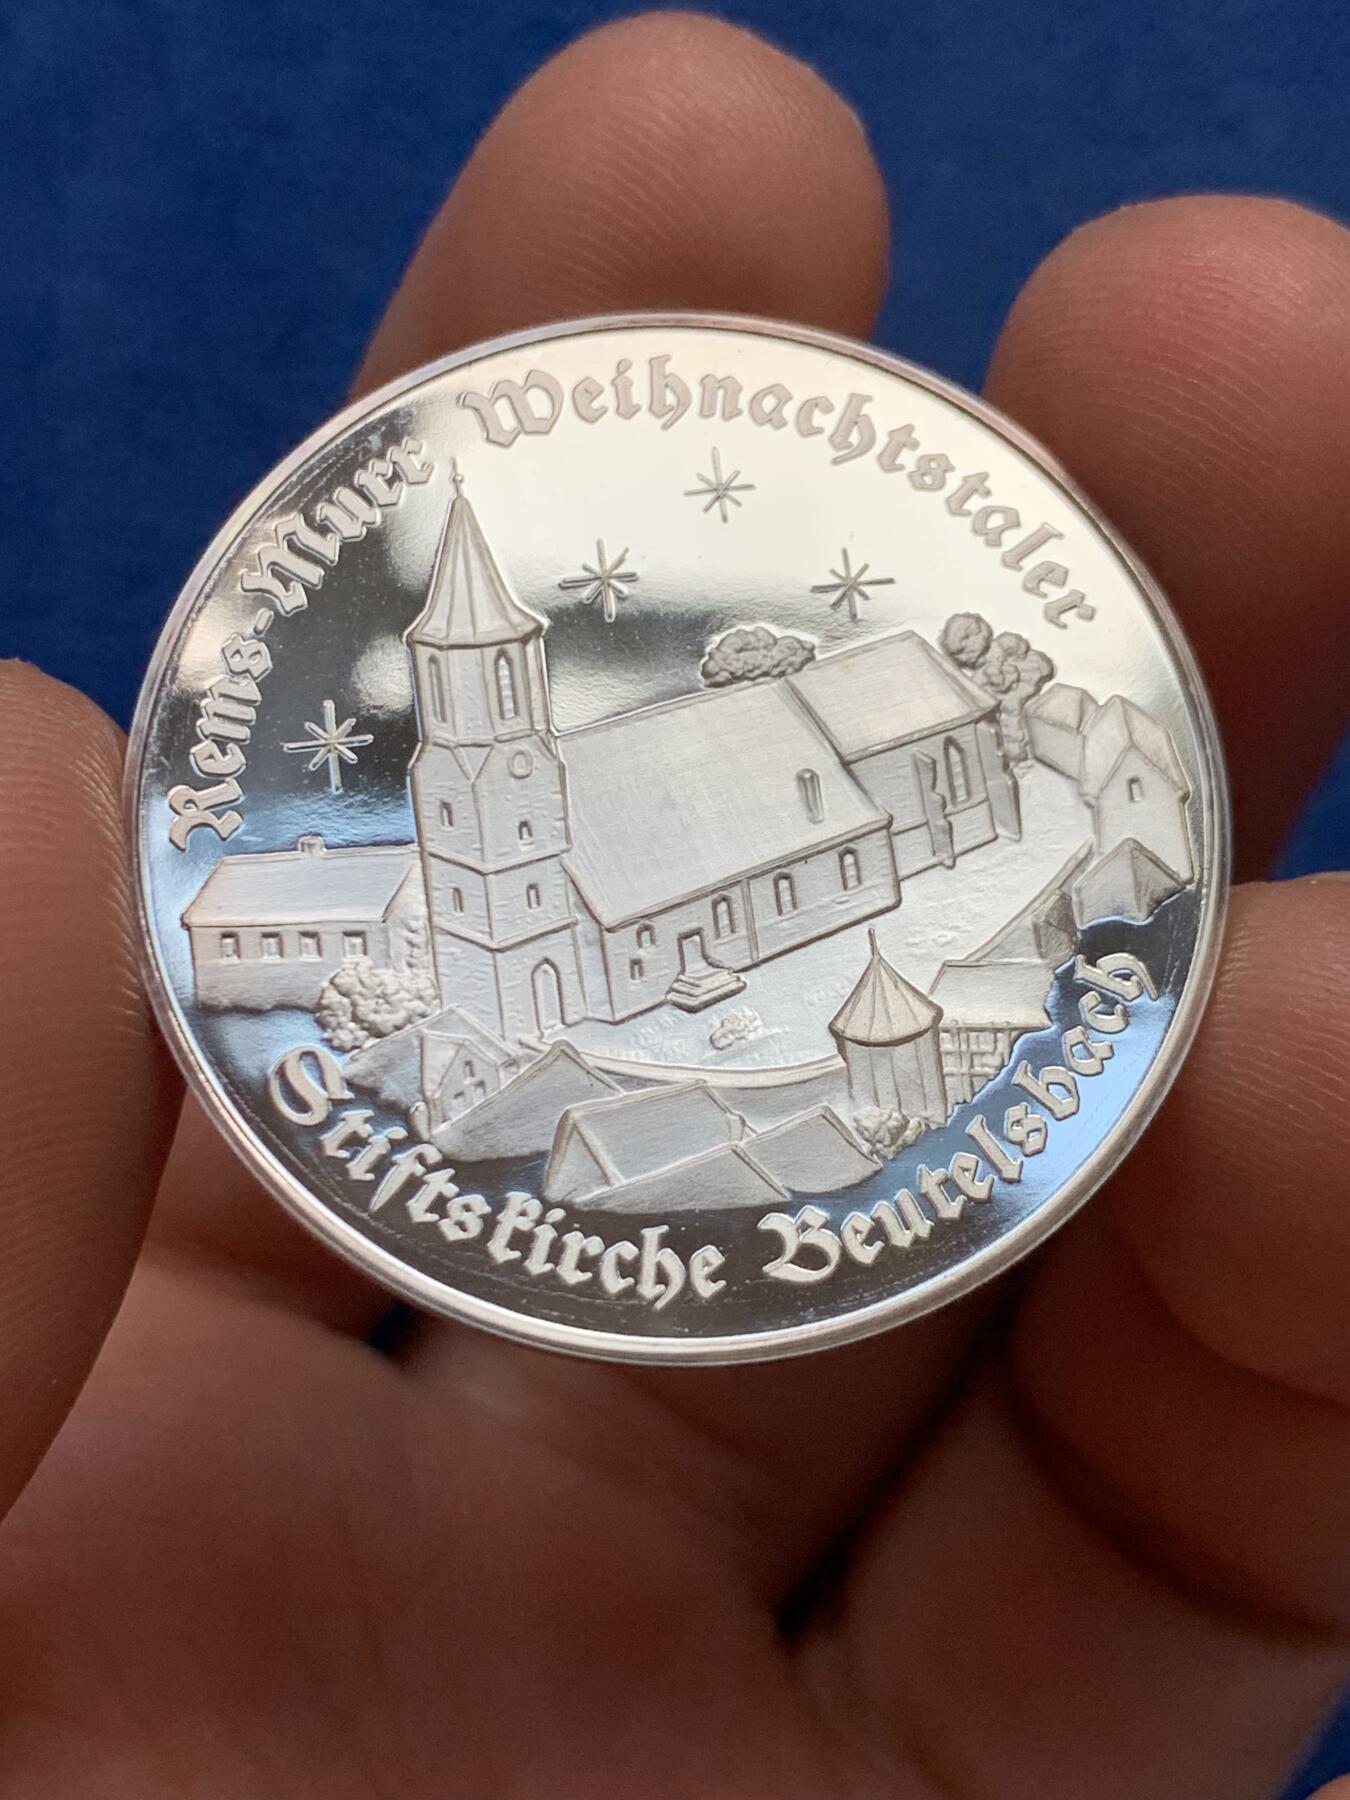 Rems-Murr Weihnachtstaler
Stiftskirche Beutelsbach